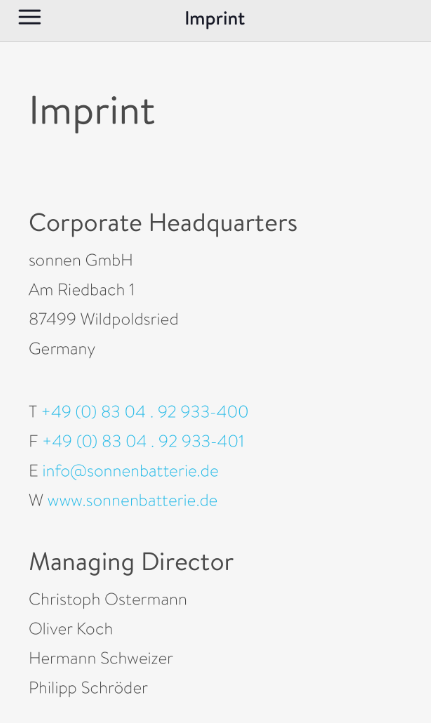 Imprint
Imprint
Corporate Headquarters
sonnen GmbH
Am Riedbach 1
87499 Wildpoldsried
Germany
T +49 (0) 83 04 . 92 933-400
F +49 (0) 83 04 . 92 933-401
E info@sonnenbatterie.de
W www.sonnenbatterie.de
Managing Director
Christoph Ostermann
Oliver Koch
Hermann Schweizer
Philipp Schröder